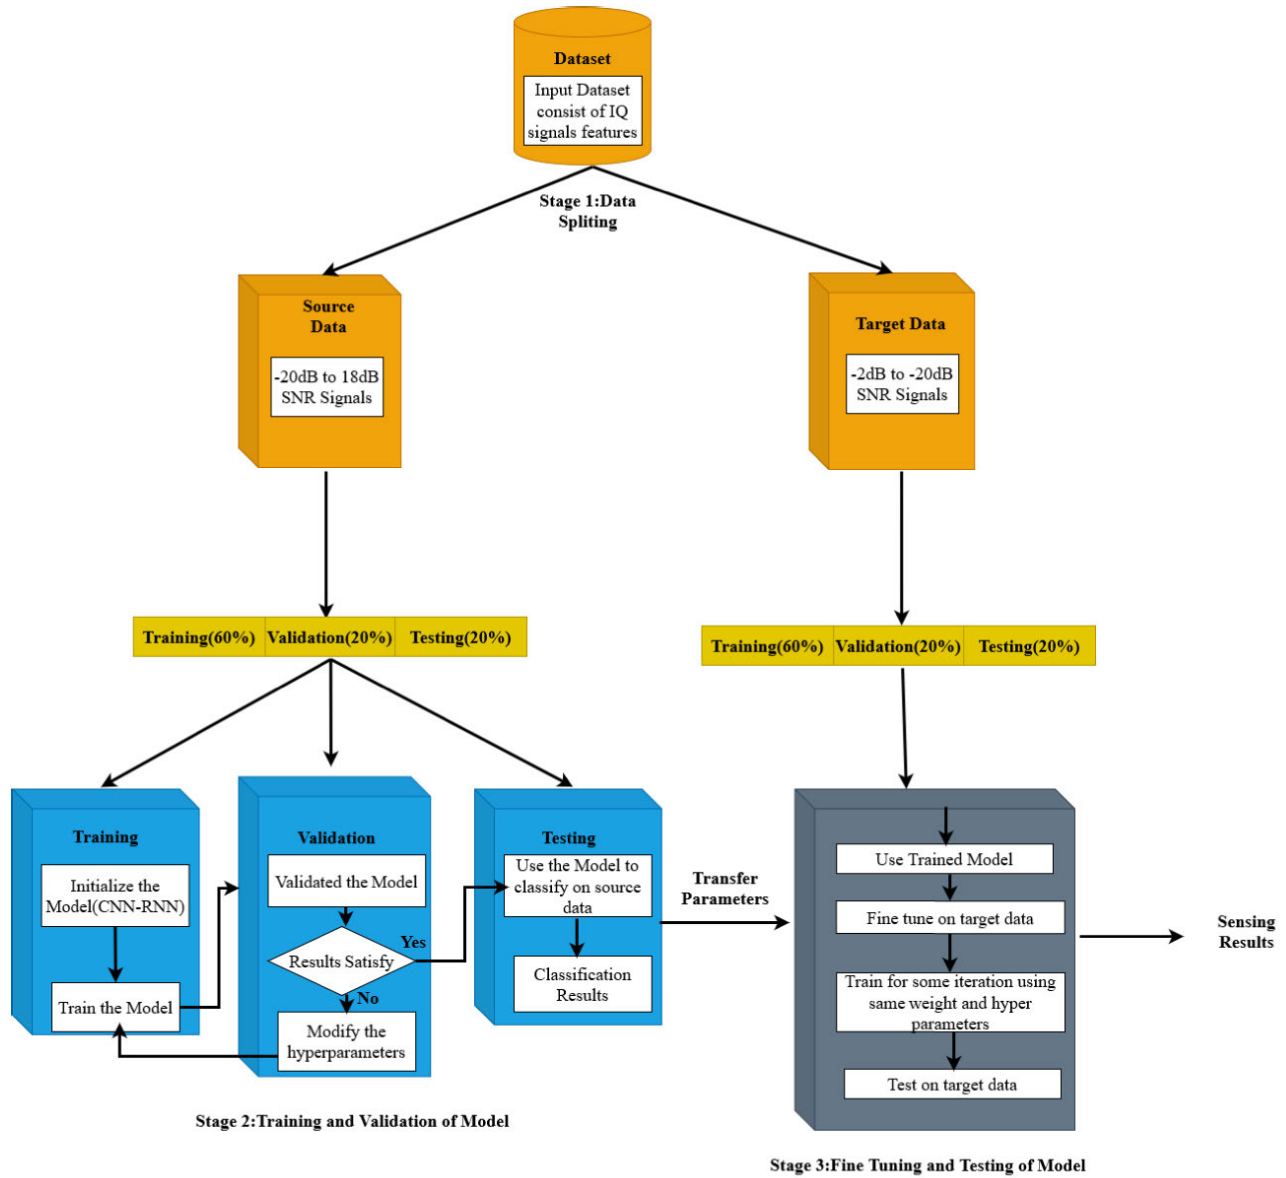 Dataset
Input Dataset
consist of IQ
signals features
Stage 1:Data
Spliting
Source
Data
-20dB to 18dB
SNR Signals
Target Data
-2dB to -20dB
SNR Signals
Training(60%) Validation(20%) Testing(20%)
Training(60%) Validation(20%) Testing(20%)
Training
Initialize the
Model(CNN-RNN)
Train the Model
Validation
Validated the Model
Results Satisfy
Yes
No
Modify the
hyperparameters
Testing
Use the Model to
classify on source
data
Classification
Results
Transfer
Parameters
Use Trained Model
Fine tune on target data
Train for some iteration using
same weight and hyper
parameters
Test on target data
Sensing
Results
Stage 2:Training and Validation of Model
Stage 3:Fine Tuning and Testing of Model